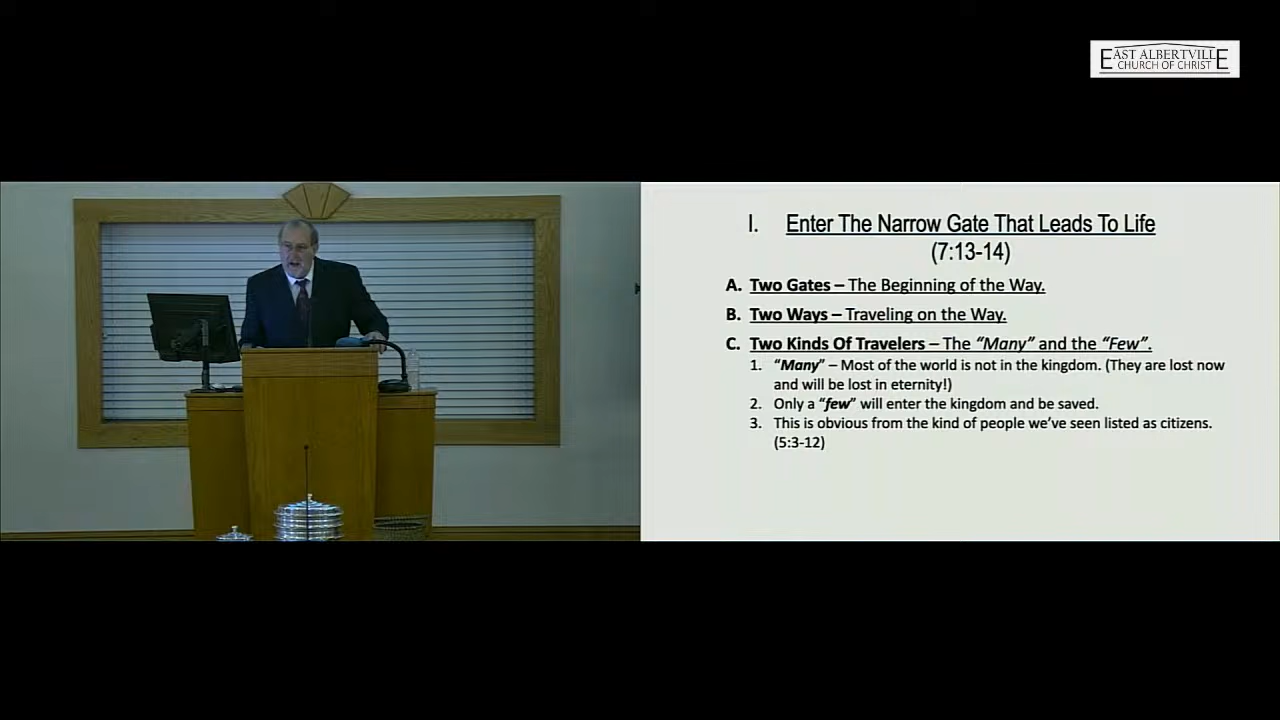 EAST ALBERTVILLE
CHURCH OF CHRIST
I. Enter The Narrow Gate That Leads To Life
(7:13-14)
A. Two Gates – The Beginning of the Way.
B. Two Ways – Traveling on the Way.
C. Two Kinds Of Travelers – The “Many” and the “Few”.
1. “Many” – Most of the world is not in the kingdom. (They are lost now
and will be lost in eternity!)
2. Only a “few” will enter the kingdom and be saved.
3. This is obvious from the kind of people we’ve seen listed as citizens.
(5:3-12)